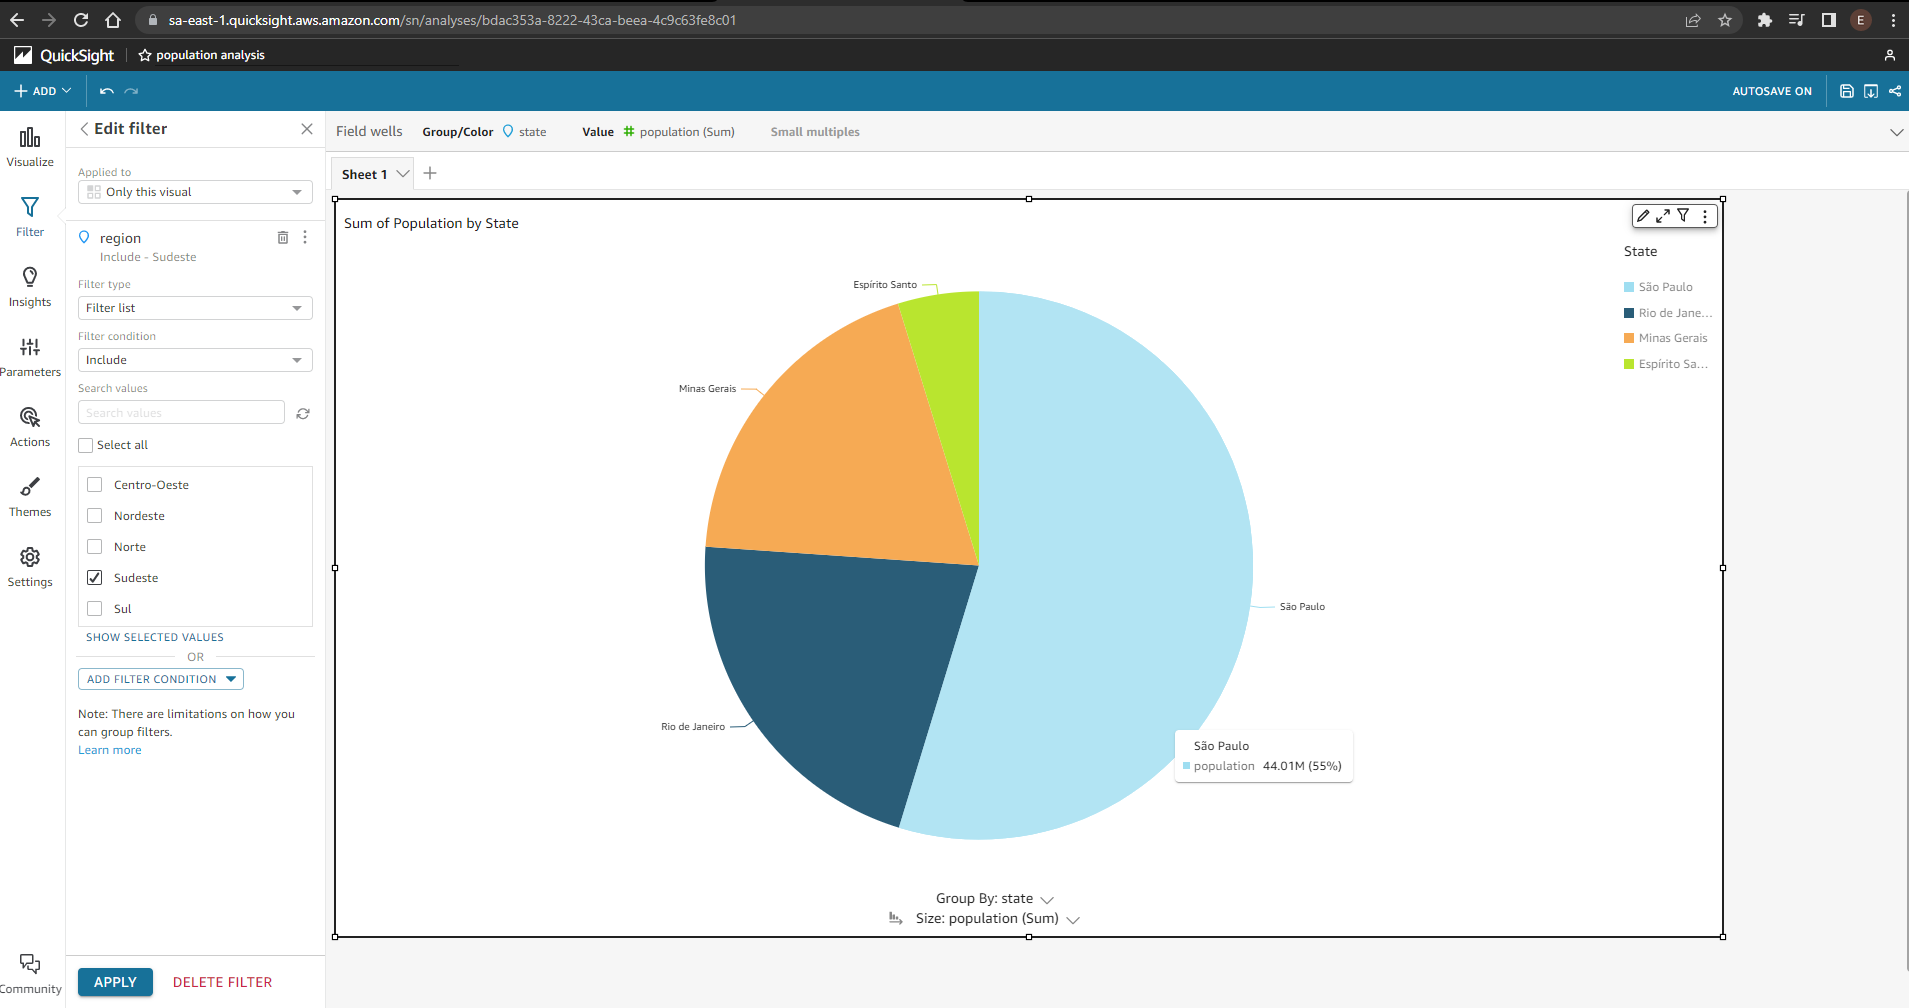 sa-east-1.quicksight.aws.amazon.com/sn/analyses/bdac353a-8222-43ca-beea-4c9c63fe8c01
E
QuickSight
population analysis
ADD
AUTOSAVE ON
Visualize
Filter
Insights
Parameters
Actions
Themes
Settings
Community
Edit filter
Applied to
Only this visual
region
Include - Sudeste
Filter type
Filter list
Filter condition
Include
Search values
Search values
Select all
Centro-Oeste
Nordeste
Norte
Sudeste
Sul
SHOW SELECTED VALUES
OR
ADD FILTER CONDITION
Note: There are limitations on how you
can group filters.
Learn more
APPLY DELETE FILTER
Field wells Group/Color state Value population (Sum) Small multiples
Sheet 1
Sum of Population by State
Espírito Santo
Minas Gerais
Rio de Janeiro
São Paulo
São Paulo
population 44.01M (55%)
State
São Paulo
Rio de Jane...
Minas Gerais
Espírito Sa...
Group By: state
Size: population (Sum)